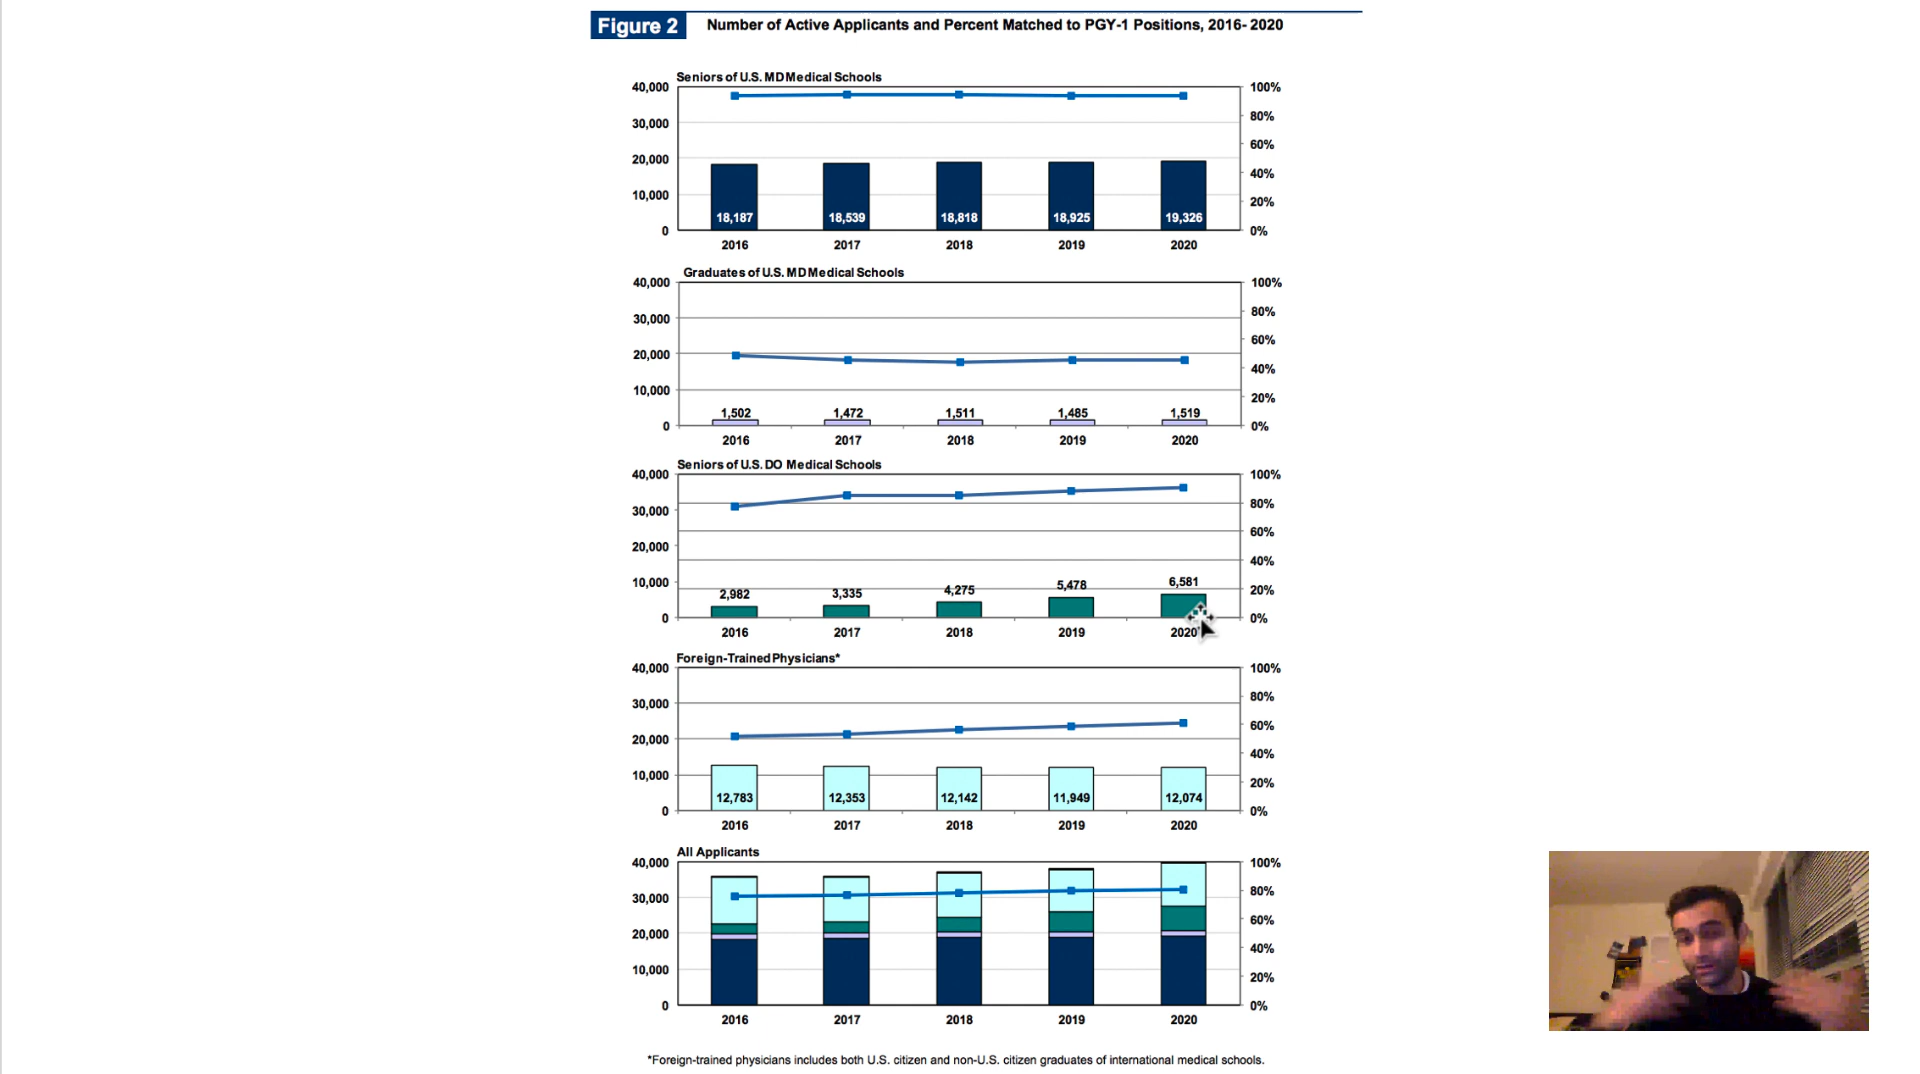 Figure 2 Number of Active Applicants and Percent Matched to PGY-1 Positions, 2016- 2020
Seniors of U.S. MD Medical Schools
40,000 100%
30,000 80%
60%
20,000
40%
10,000 20%
18,187 18,539 18,818 18,925 19,326
0 0%
2016 2017 2018 2019 2020
Graduates of U.S. MD Medical Schools
40,000 100%
30,000 80%
60%
20,000
40%
10,000 20%
1,502 1,472 1,511 1,485 1,519
0 0%
2016 2017 2018 2019 2020
Seniors of U.S. DO Medical Schools
40,000 100%
30,000 80%
60%
20,000
40%
10,000 20%
2,982 3,335 4,275 5,478 6,581
0 0%
2016 2017 2018 2019 2020
Foreign-Trained Physicians*
40,000 100%
30,000 80%
60%
20,000
40%
10,000 20%
12,783 12,353 12,142 11,949 12,074
0 0%
2016 2017 2018 2019 2020
All Applicants
40,000 100%
30,000 80%
60%
20,000
40%
10,000 20%
0 0%
2016 2017 2018 2019 2020
*Foreign-trained physicians includes both U.S. citizen and non-U.S. citizen graduates of international medical schools.